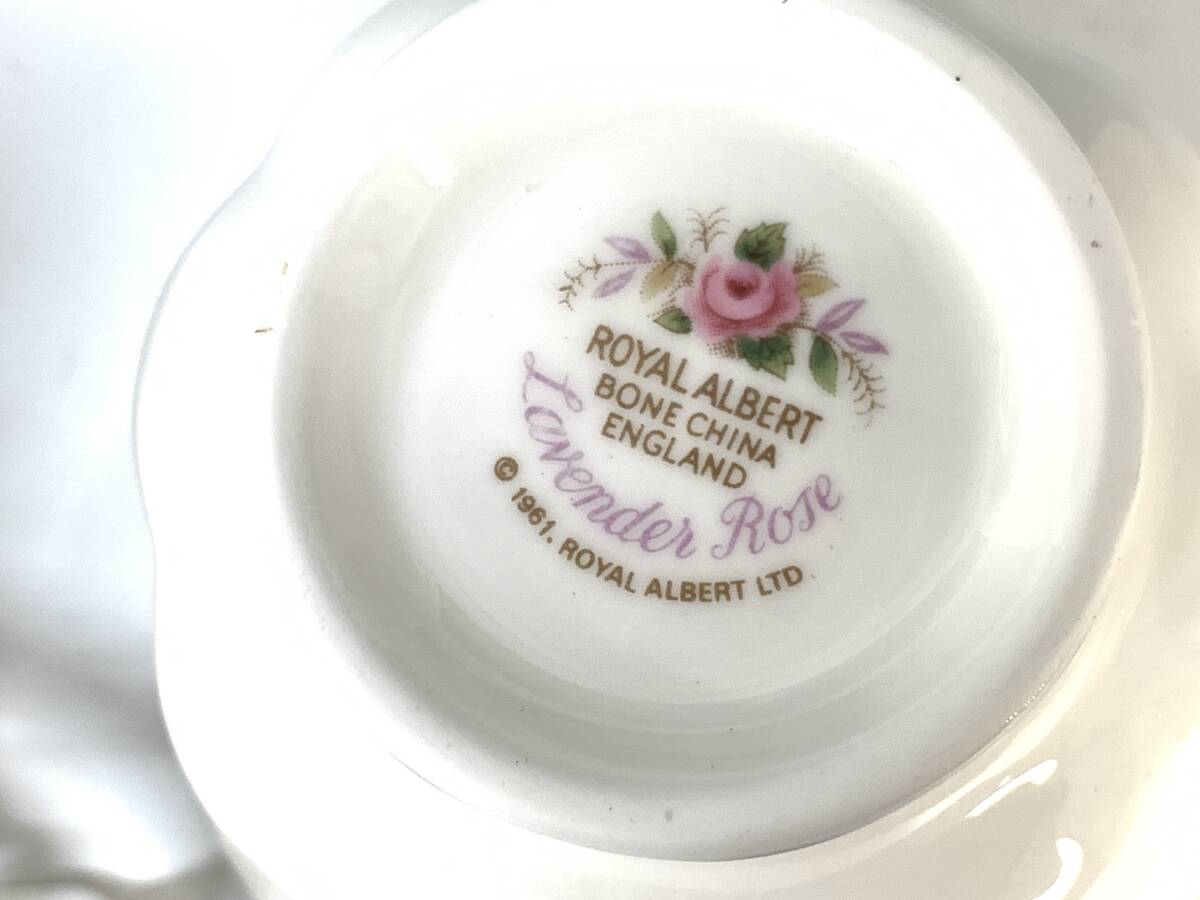 ROYAL ALBERT
BONE CHINA
ENGLAND
Lavender Rose
© 1961. ROYAL ALBERT LTD